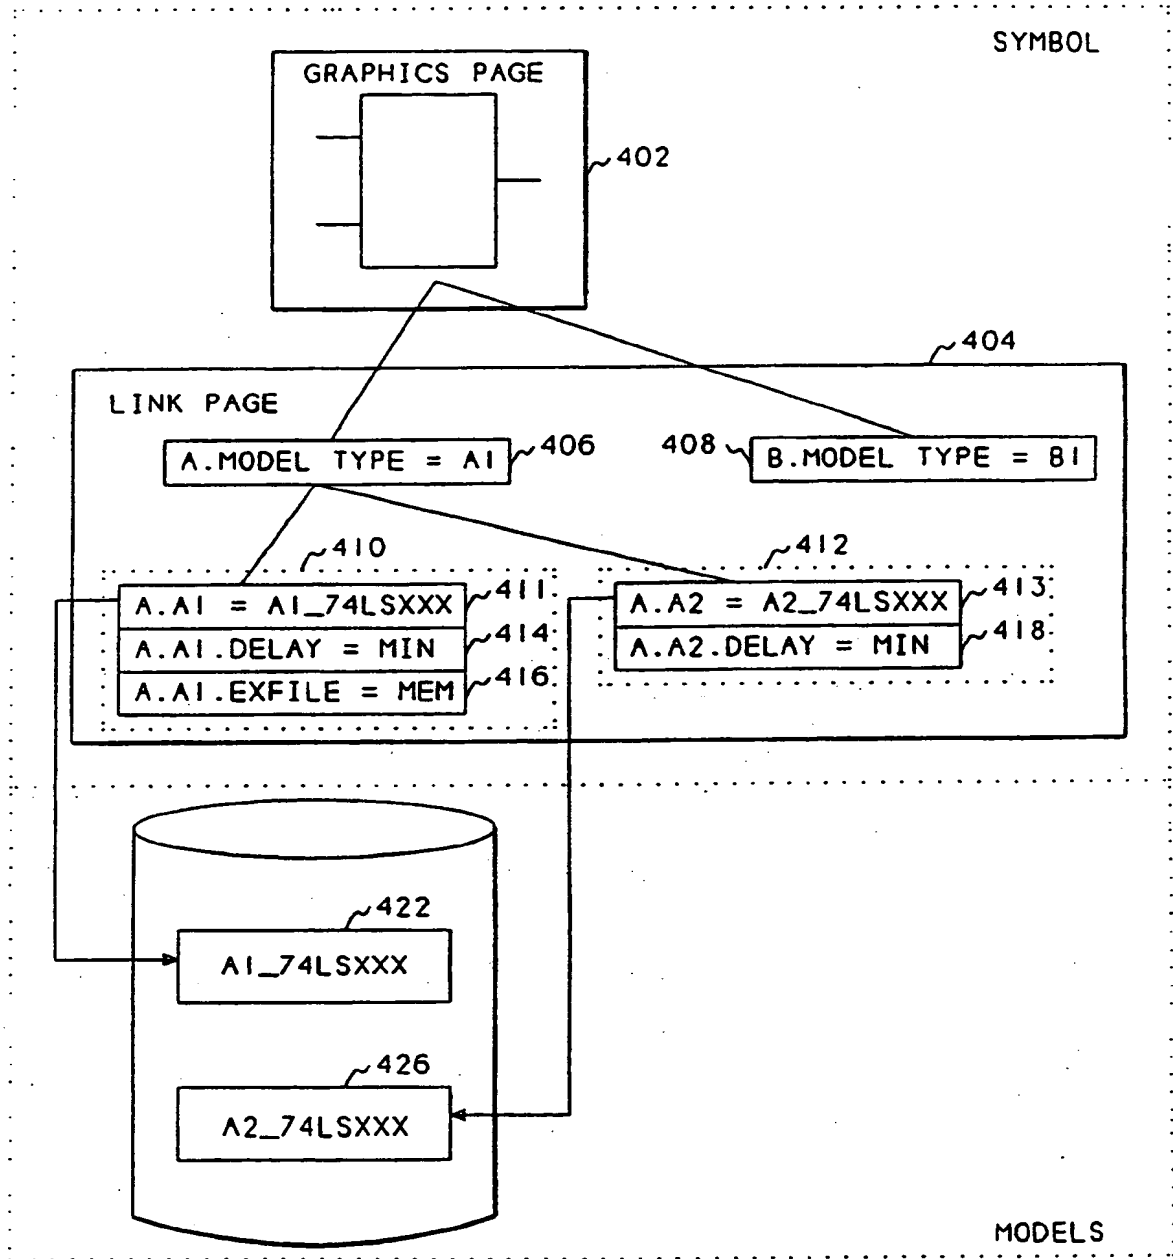 SYMBOL
GRAPHICS PAGE
402
404
LINK PAGE
A.MODEL TYPE = A1
406
408
B.MODEL TYPE = B1
410
412
A.A1 = A1_74LSXXX
411
A.A2 = A2_74LSXXX
413
A.A1.DELAY = MIN
414
A.A2.DELAY = MIN
418
A.A1.EXFILE = MEM
416
422
A1_74LSXXX
426
A2_74LSXXX
MODELS